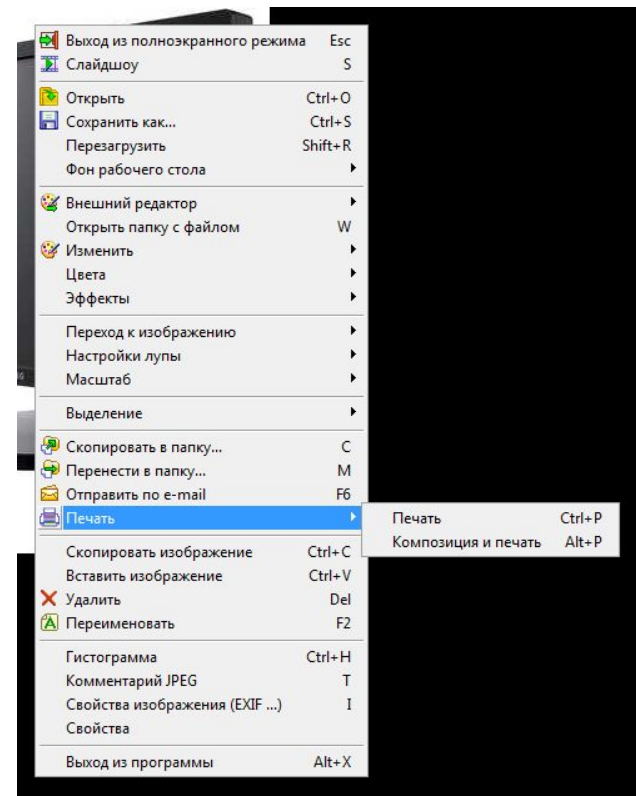 Выход из полноэкранного режима Esc
Слайдшоу S
Открыть Ctrl+O
Сохранить как... Ctrl+S
Перезагрузить Shift+R
Фон рабочего стола
Внешний редактор
Открыть папку с файлом W
Изменить
Цвета
Эффекты
Переход к изображению
Настройки лупы
Масштаб
Выделение
Скопировать в папку... C
Перенести в папку... M
Отправить по e-mail F6
Печать
Печать Ctrl+P
Композиция и печать Alt+P
Скопировать изображение Ctrl+C
Вставить изображение Ctrl+V
Удалить Del
Переименовать F2
Гистограмма Ctrl+H
Комментарий JPEG T
Свойства изображения (EXIF ...) I
Свойства
Выход из программы Alt+X